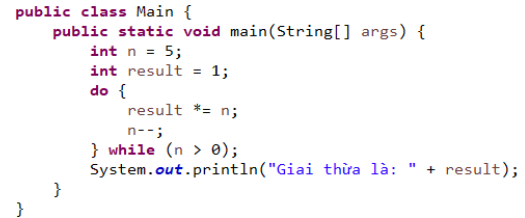 public class Main {
    public static void main(String[] args) {
        int n = 5;
        int result = 1;
        do {
            result *= n;
            n--;
        } while (n > 0);
        System.out.println("Giai thừa là: " + result);
    }
}